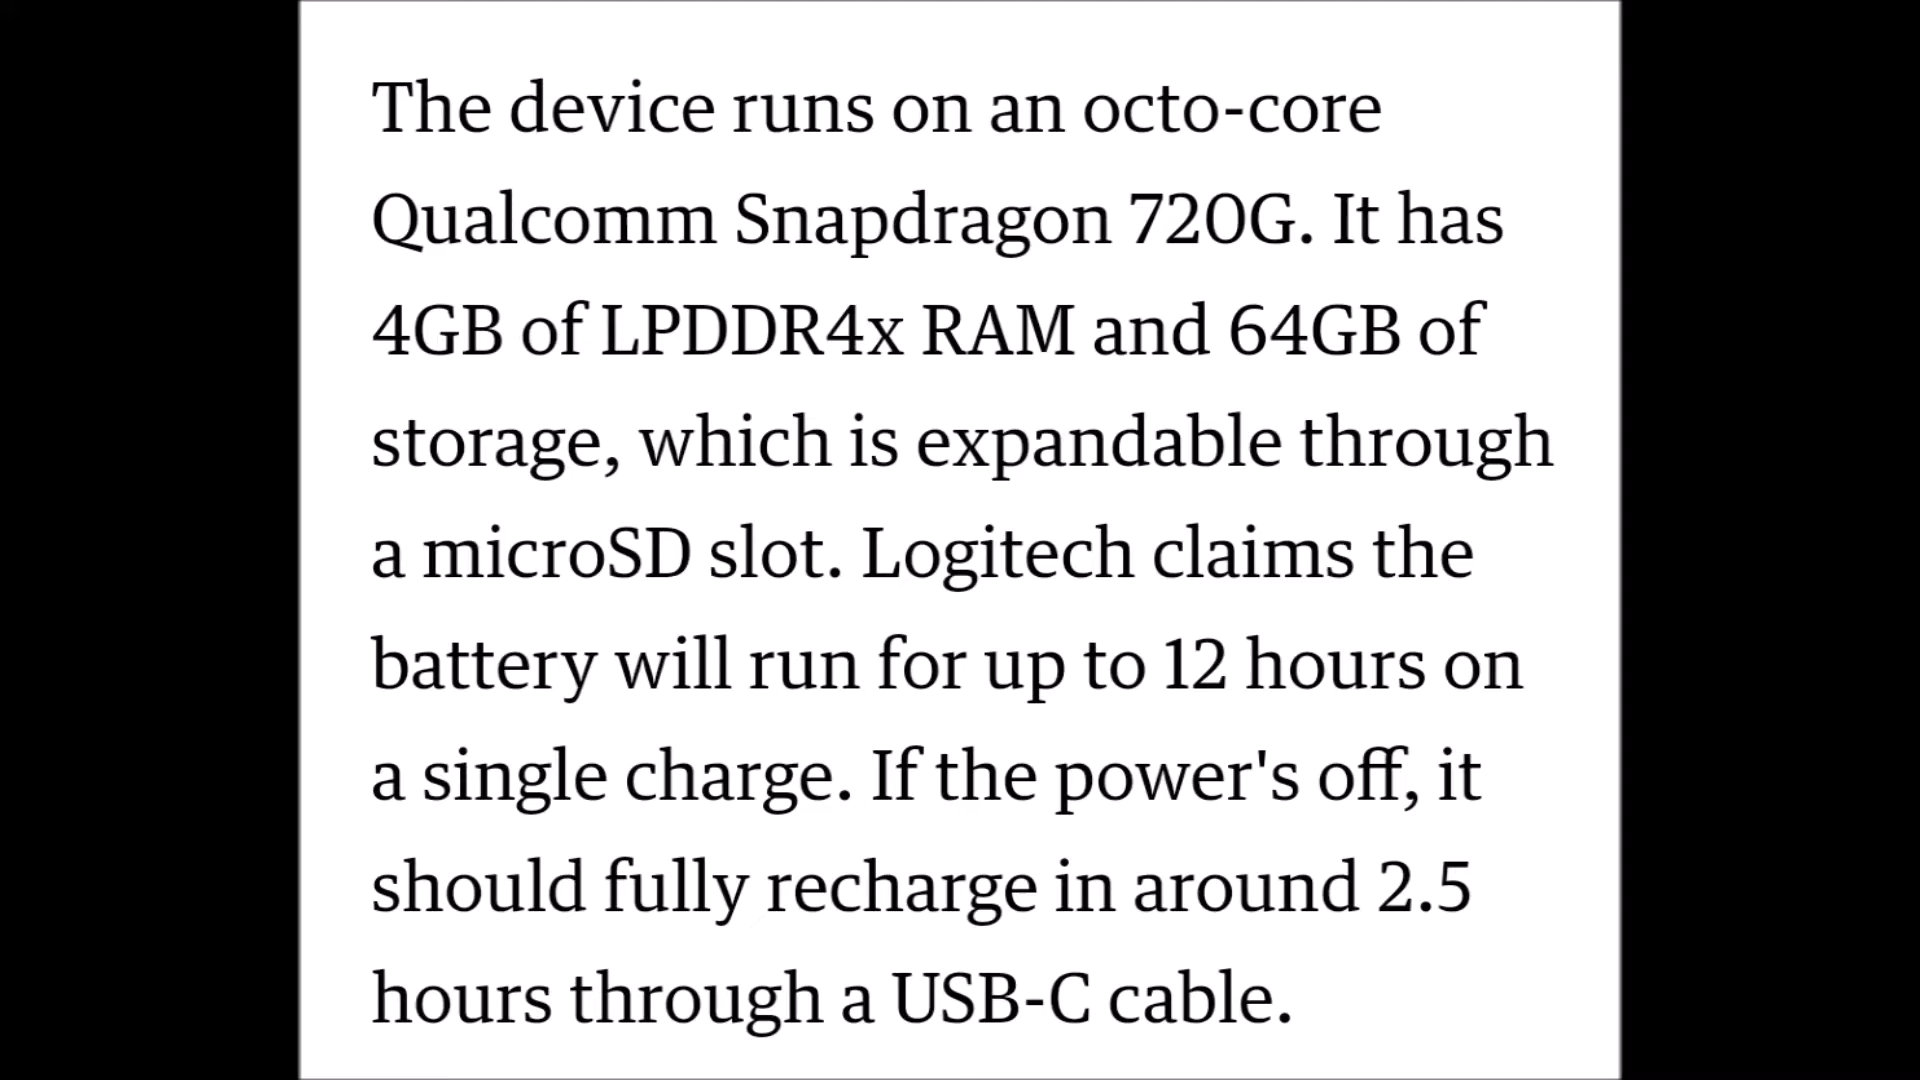 The device runs on an octo-core
Qualcomm Snapdragon 720G. It has
4GB of LPDDR4x RAM and 64GB of
storage, which is expandable through
a microSD slot. Logitech claims the
battery will run for up to 12 hours on
a single charge. If the power's off, it
should fully recharge in around 2.5
hours through a USB-C cable.